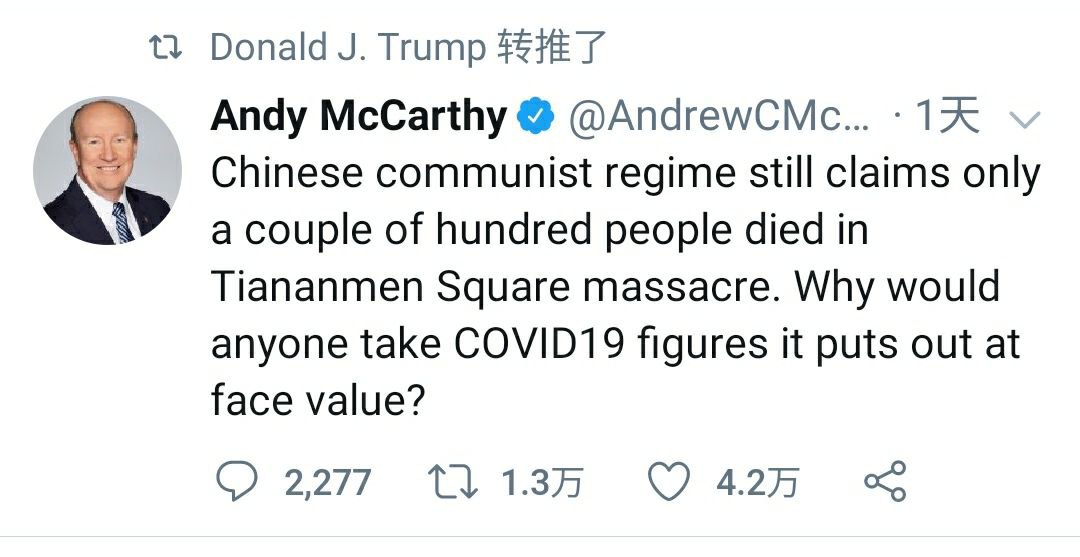 Donald J. Trump 转推了
Andy McCarthy @AndrewCMc... · 1天
Chinese communist regime still claims only
a couple of hundred people died in
Tiananmen Square massacre. Why would
anyone take COVID19 figures it puts out at
face value?
2,277 1.3万 4.2万